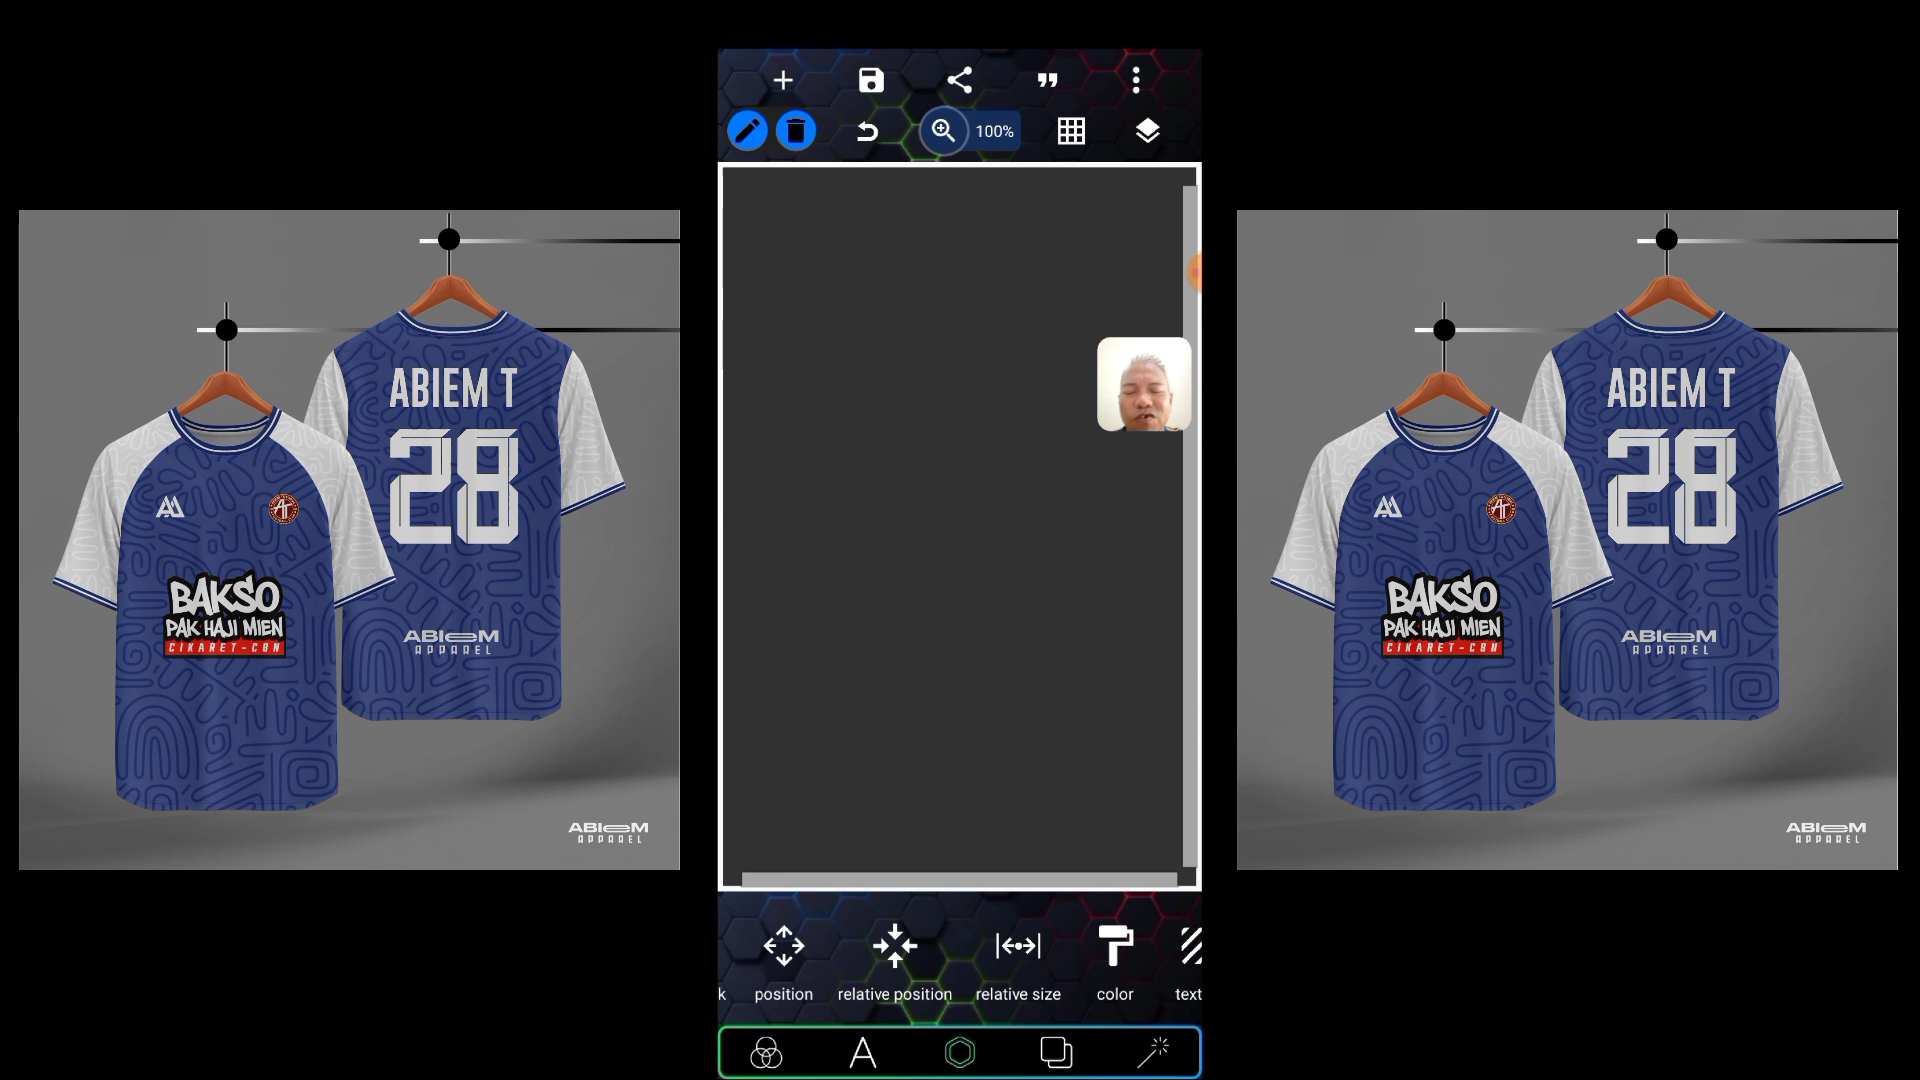 ABIEM T
28
BAKSO
PAK HAJI MIEN
CIKARET-CBN
ABIEM
APPAREL
ABIEM
APPAREL
100%
k
position
relative position
relative size
color
text
A
ABIEM T
28
BAKSO
PAK HAJI MIEN
CIKARET-CBN
ABIEM
APPAREL
ABIEM
APPAREL